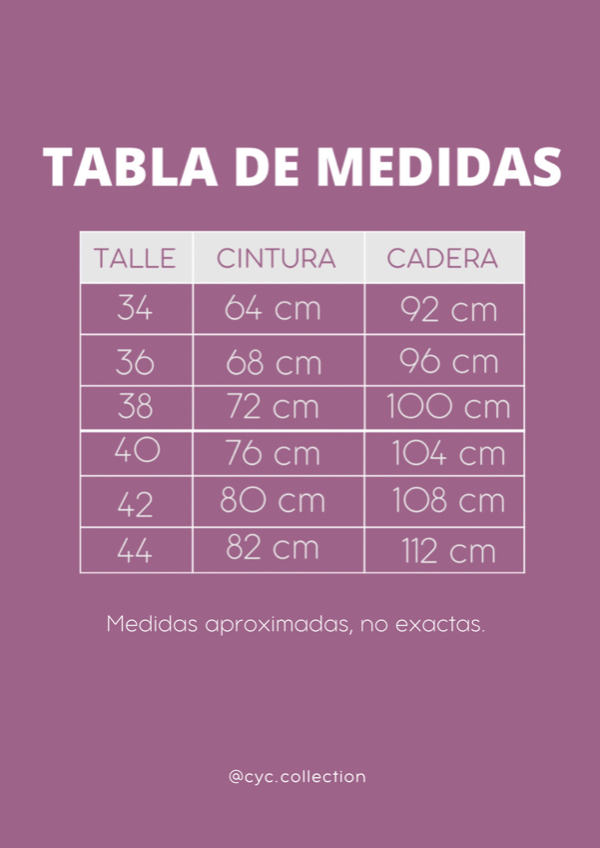 TABLA DE MEDIDAS
TALLE CINTURA CADERA
34 64 cm 92 cm
36 68 cm 96 cm
38 72 cm 100 cm
40 76 cm 104 cm
42 80 cm 108 cm
44 82 cm 112 cm
Medidas aproximadas, no exactas.
@cyc.collection